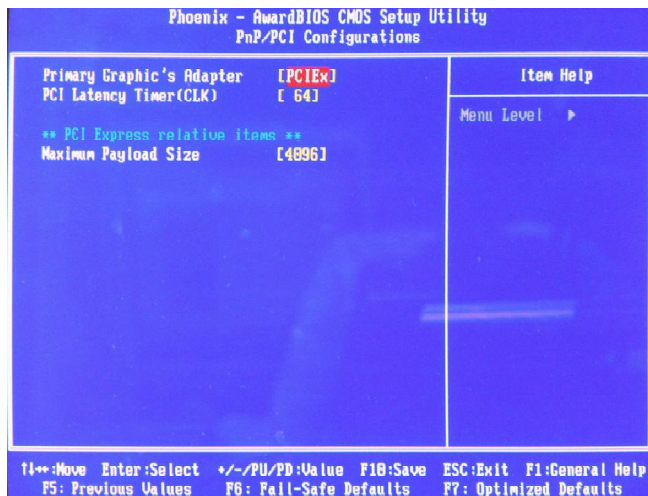 Phoenix - AwardBIOS CMOS Setup Utility
PnP/PCI Configurations
Primary Graphic's Adapter [PCIEx]
PCI Latency Timer(CLK) [ 64]
** PCI Express relative items **
Maximum Payload Size [4096]
Item Help
Menu Level ▶
↑↓→←:Move Enter:Select +/-/PU/PD:Value F10:Save ESC:Exit F1:General Help
F5: Previous Values F6: Fail-Safe Defaults F7: Optimized Defaults